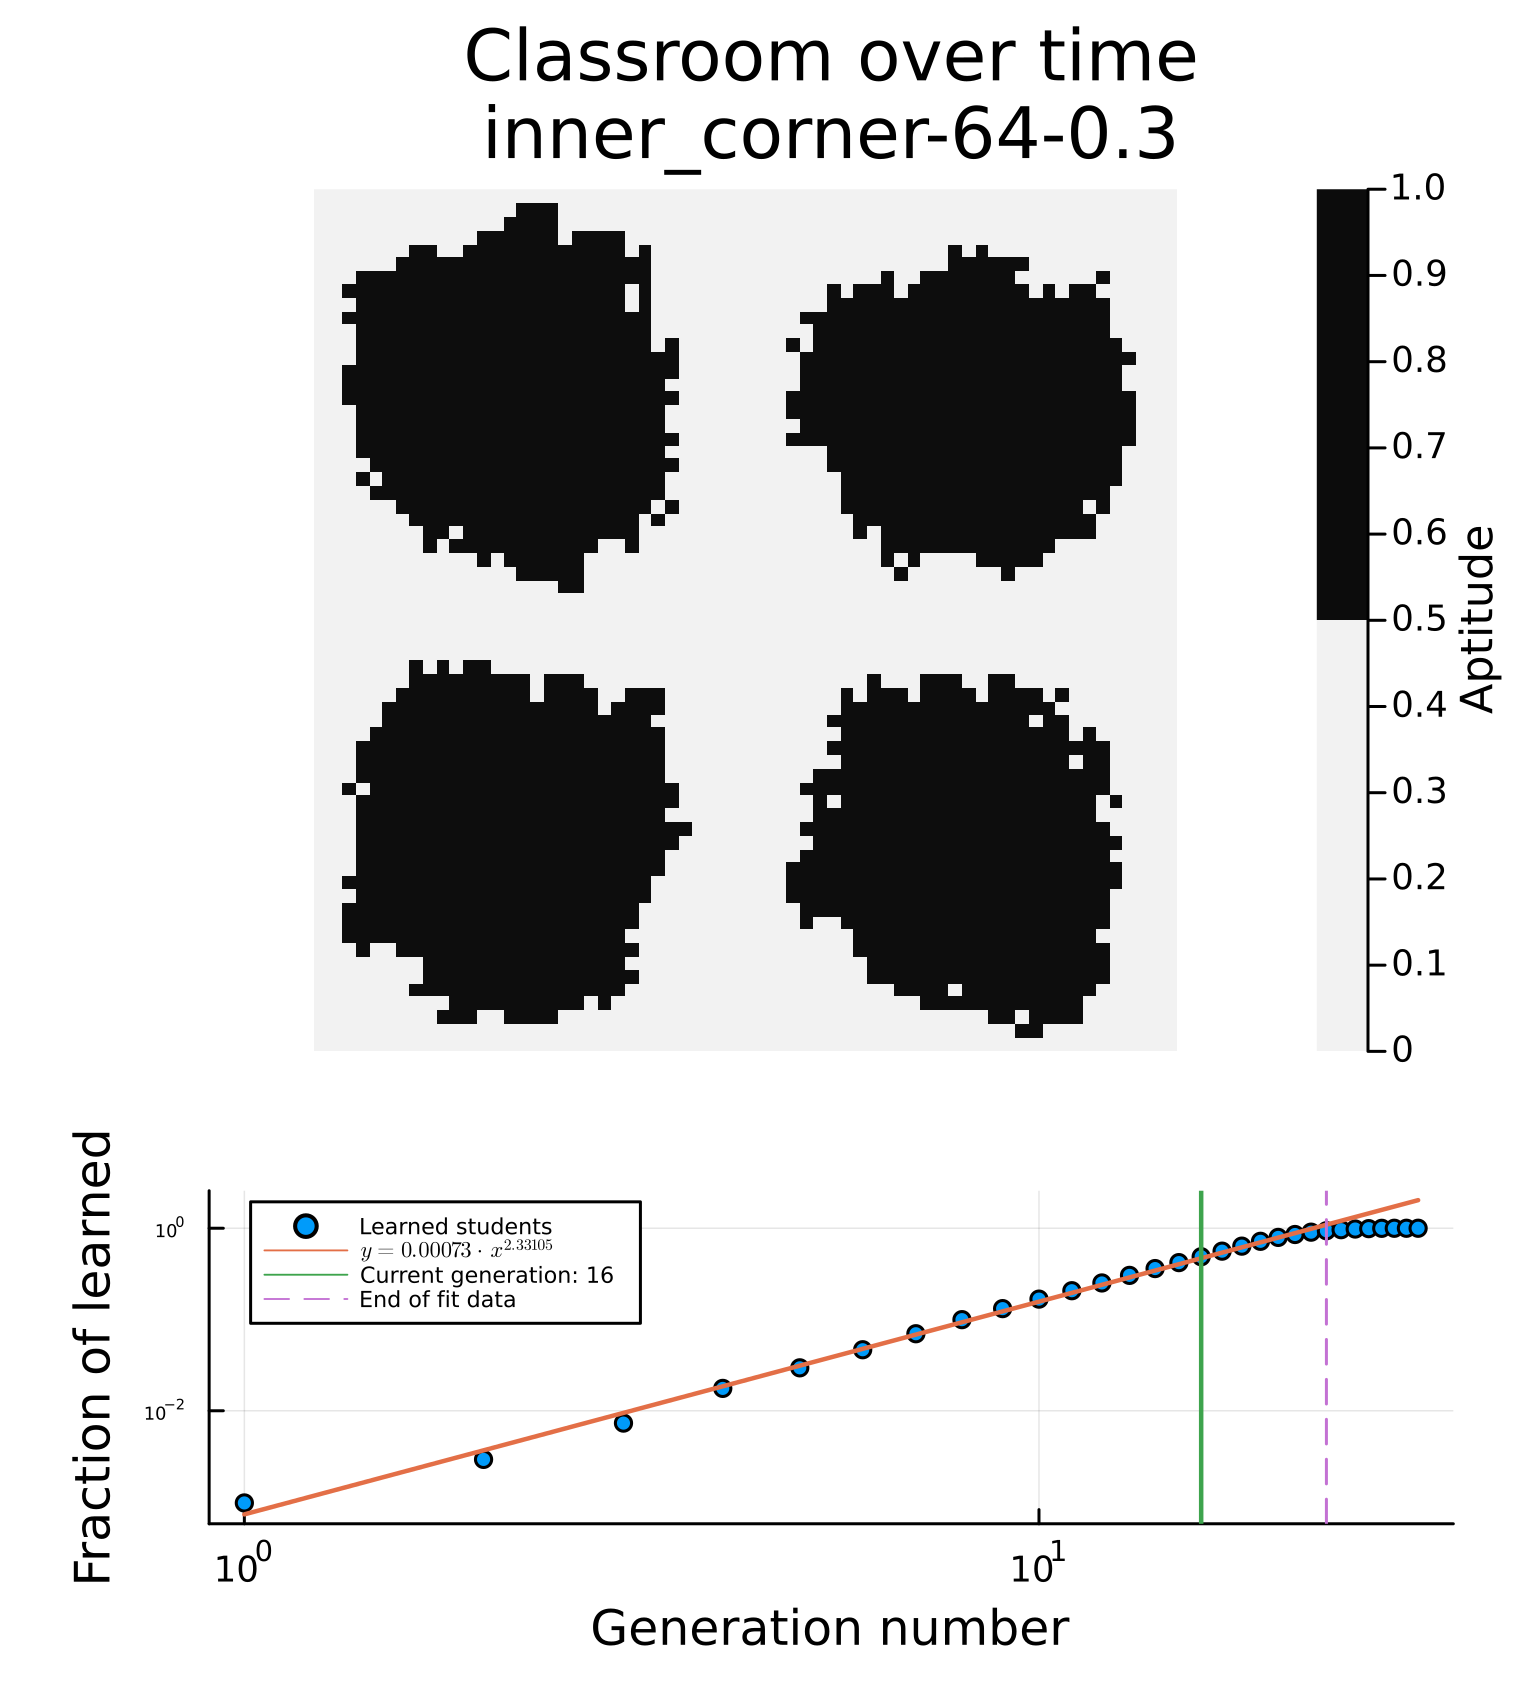 Classroom over time
inner_corner-64-0.3
1.0
0.9
0.8
0.7
0.6
0.5
0.4
0.3
0.2
0.1
0
Aptitude
Fraction of learned
10^0
10^-2
Learned students
y = 0.00073 · x^2.33105
Current generation: 16
End of fit data
10^0
10^1
Generation number